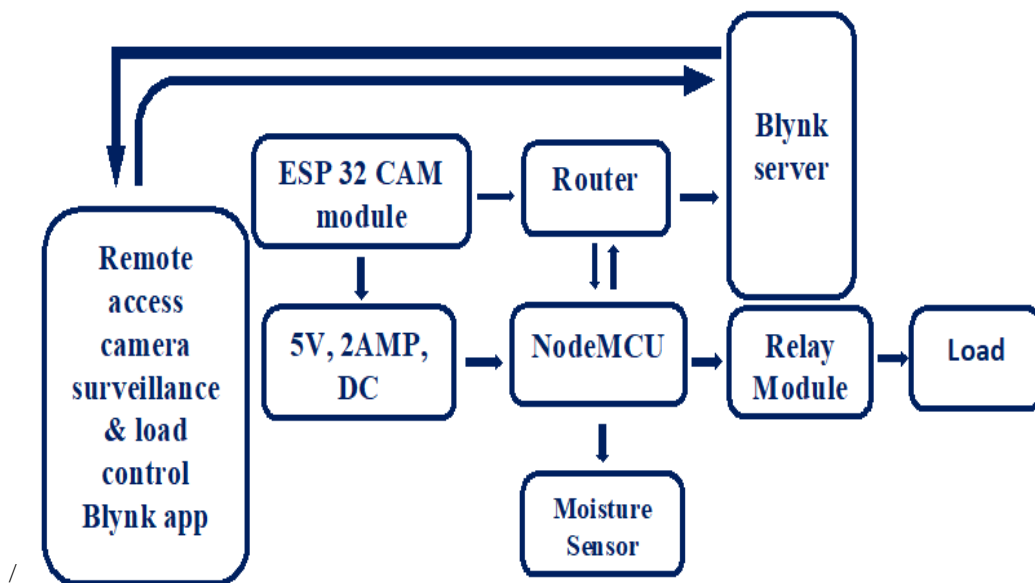 Blynk
server
ESP 32 CAM
module
Router
Remote
access
camera
surveillance
& load
control
Blynk app
5V, 2AMP,
DC
NodeMCU
Relay
Module
Load
Moisture
Sensor
/